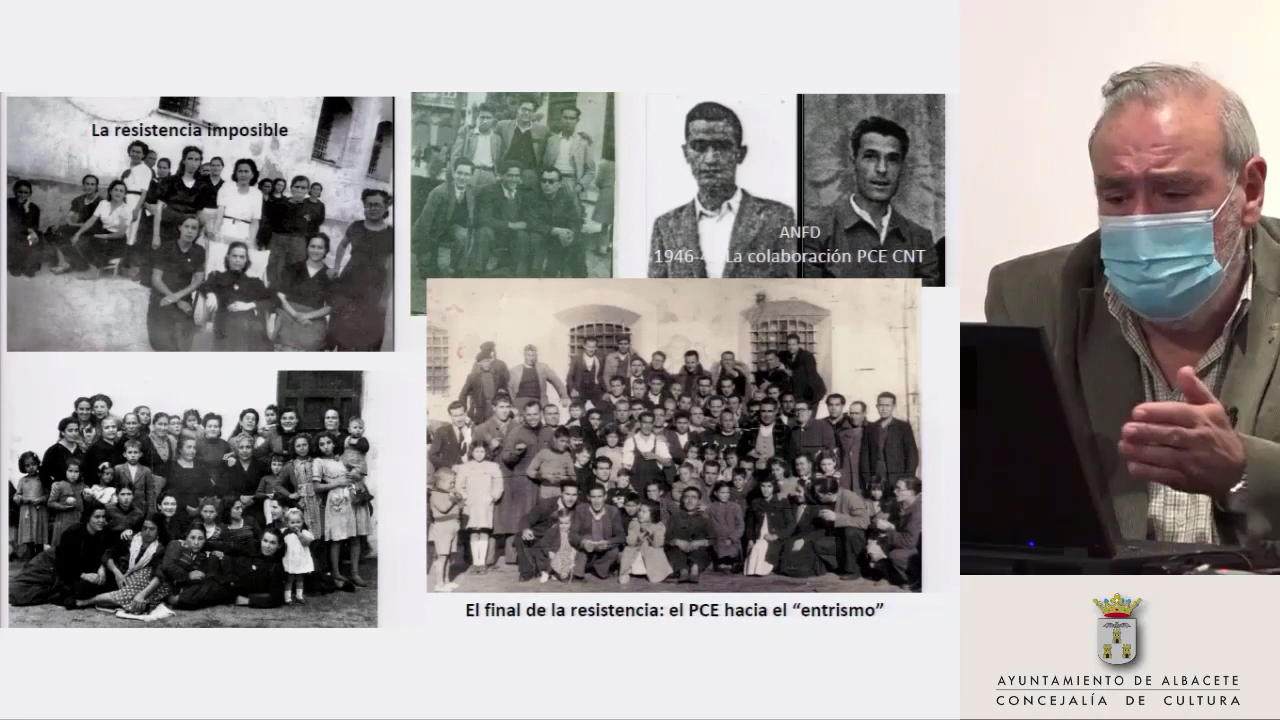 La resistencia imposible
ANFD
1946-4 La colaboración PCE CNT
El final de la resistencia: el PCE hacia el “entrismo”
AYUNTAMIENTO DE ALBACETE
CONCEJALÍA DE CULTURA